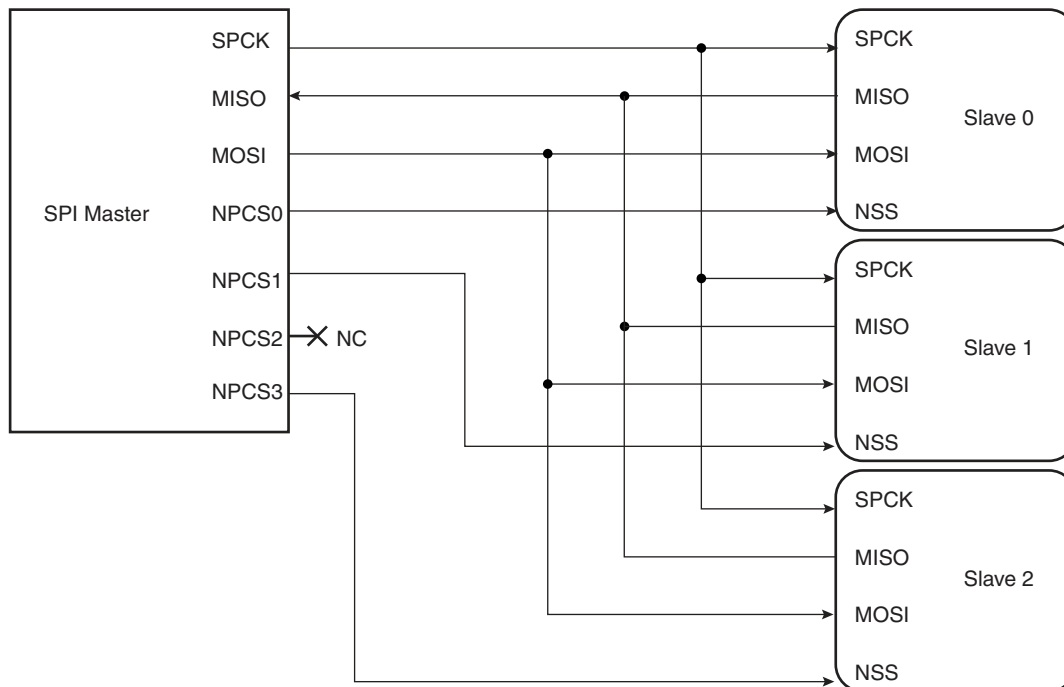 SPI Master
SPCK
MISO
MOSI
NPCS0
NPCS1
NPCS2
NC
NPCS3
SPCK
MISO
Slave 0
MOSI
NSS
SPCK
MISO
Slave 1
MOSI
NSS
SPCK
MISO
Slave 2
MOSI
NSS